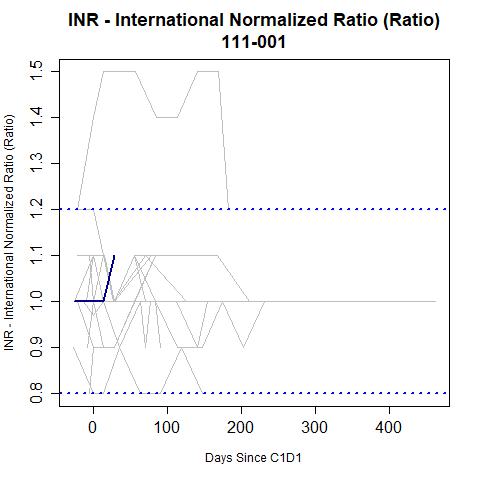 INR - International Normalized Ratio (Ratio)
111-001
INR - International Normalized Ratio (Ratio)
1.5
1.4
1.3
1.2
1.1
1.0
0.9
0.8
0 100 200 300 400
Days Since C1D1